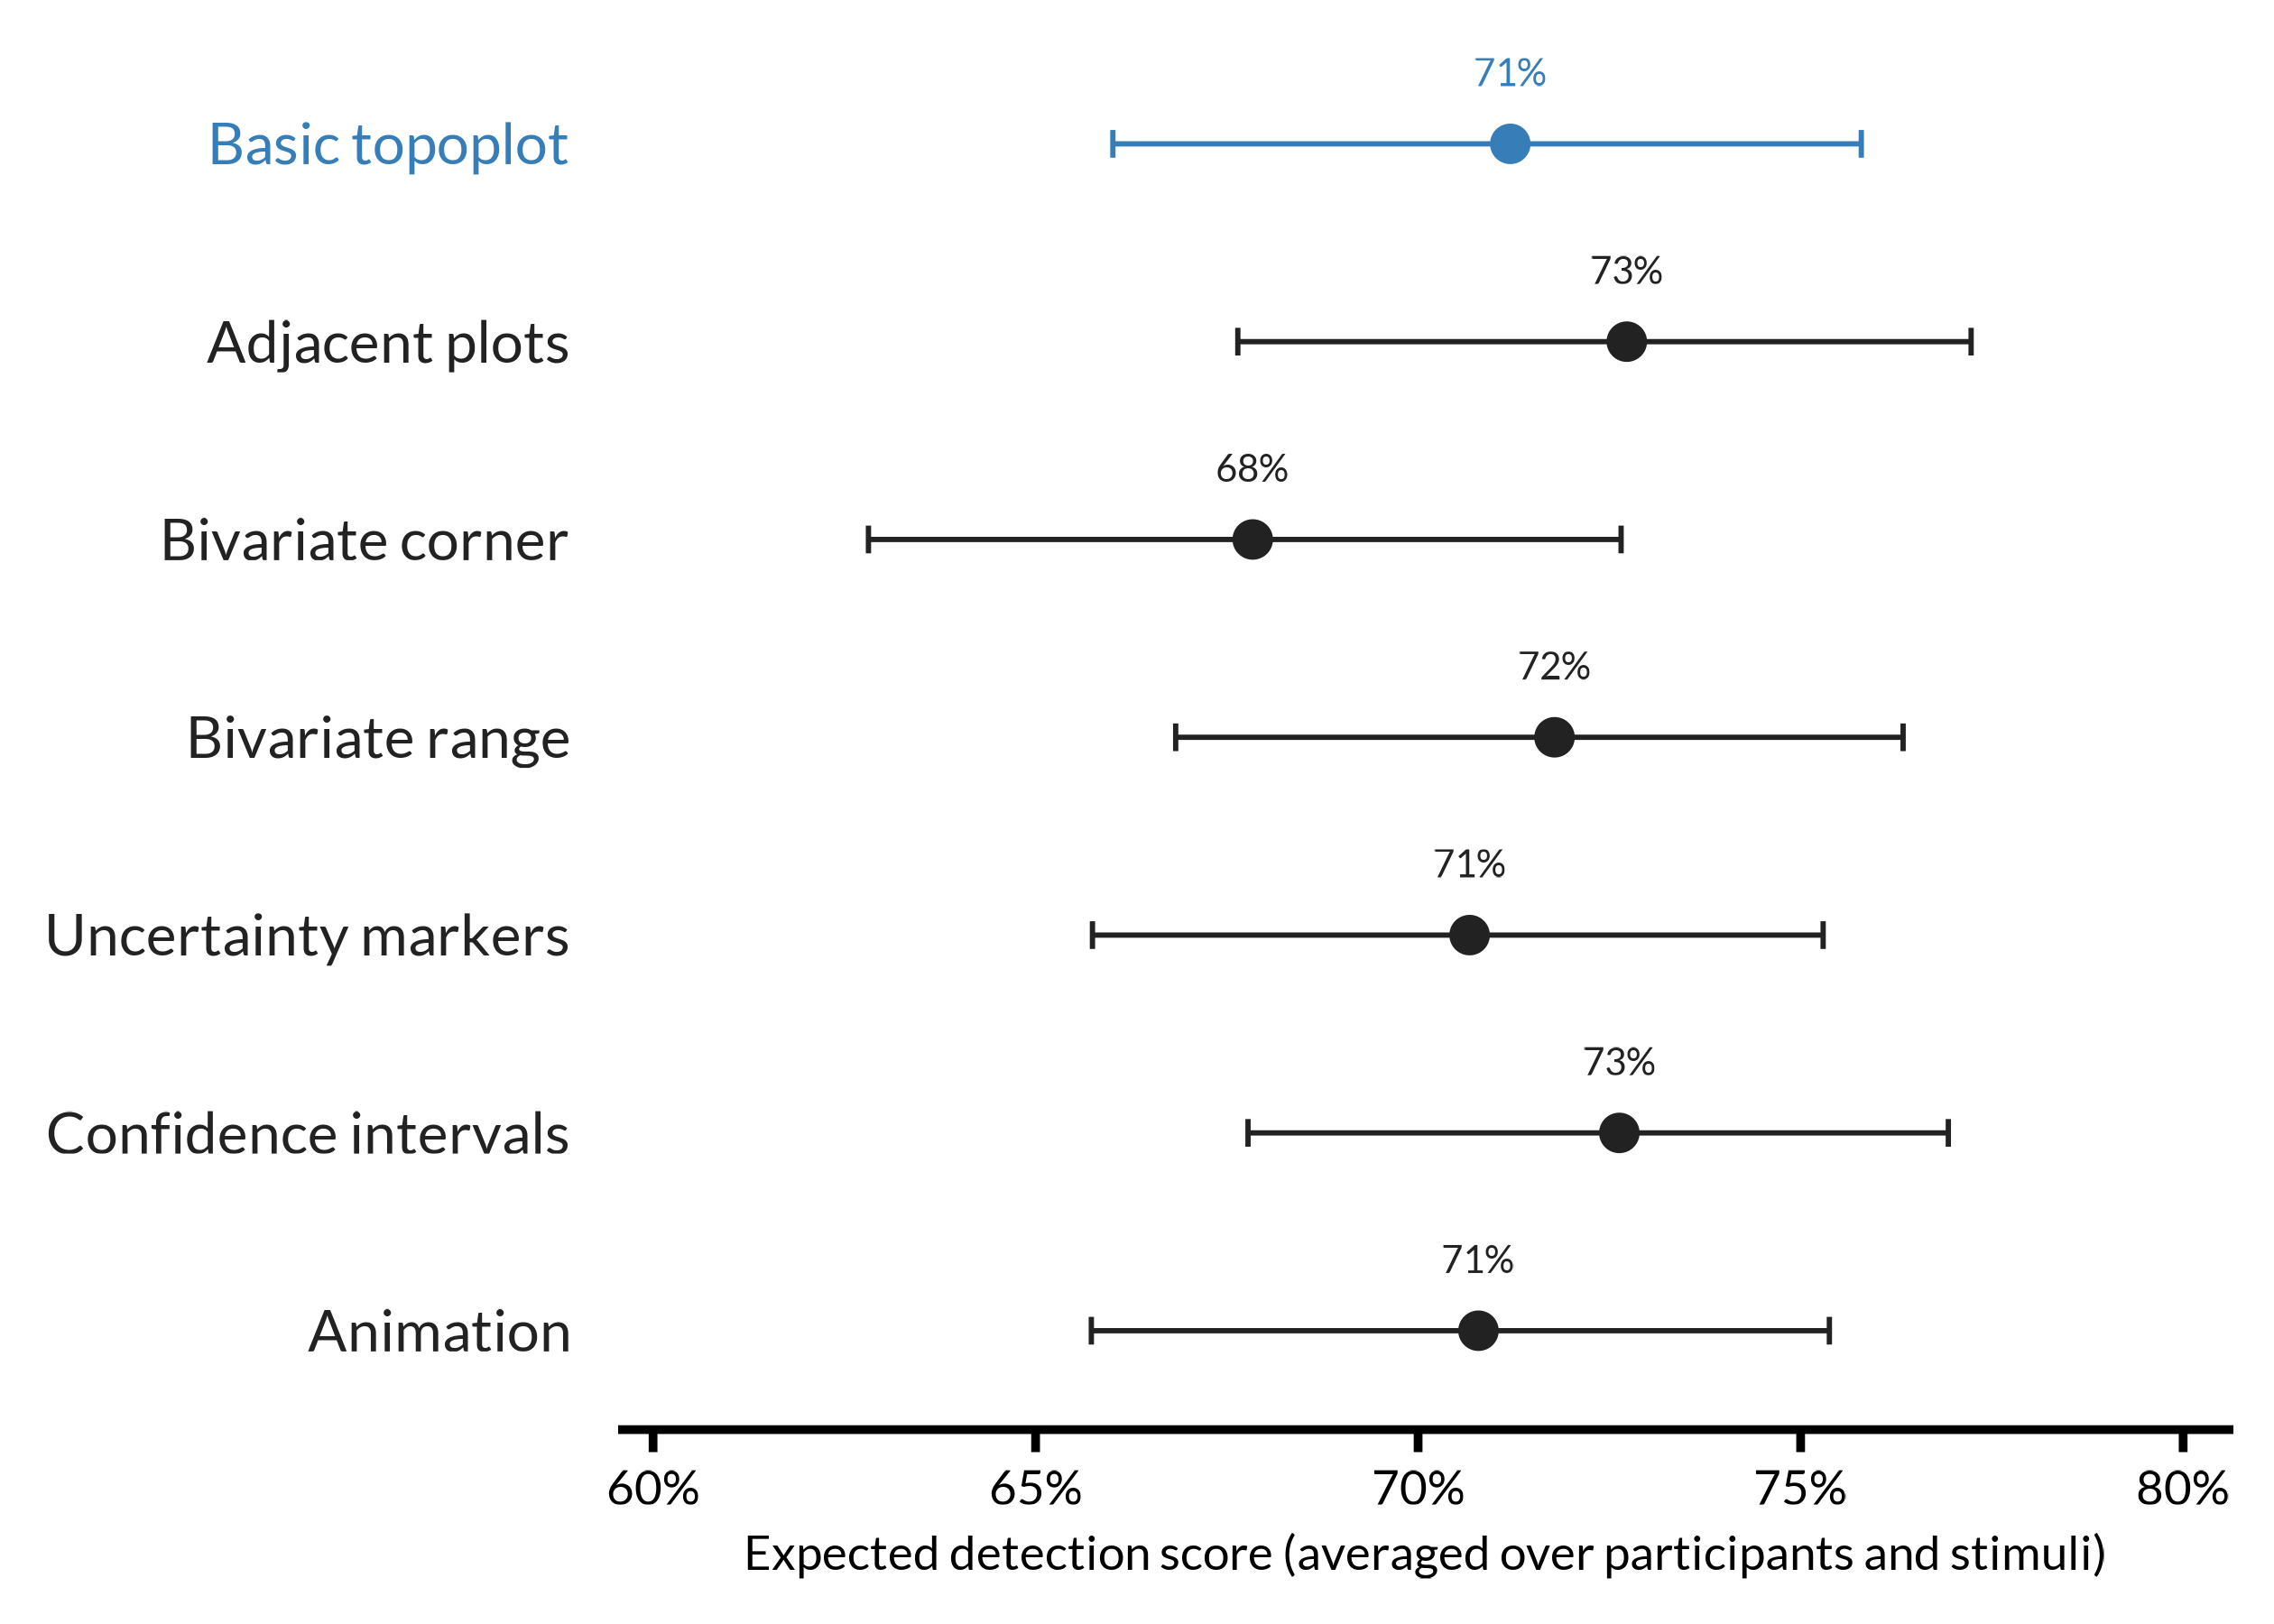 71%
Basic topoplot
73%
Adjacent plots
68%
Bivariate corner
72%
Bivariate range
71%
Uncertainty markers
73%
Confidence intervals
71%
Animation
60% 65% 70% 75% 80%
Expected detection score (averaged over participants and stimuli)